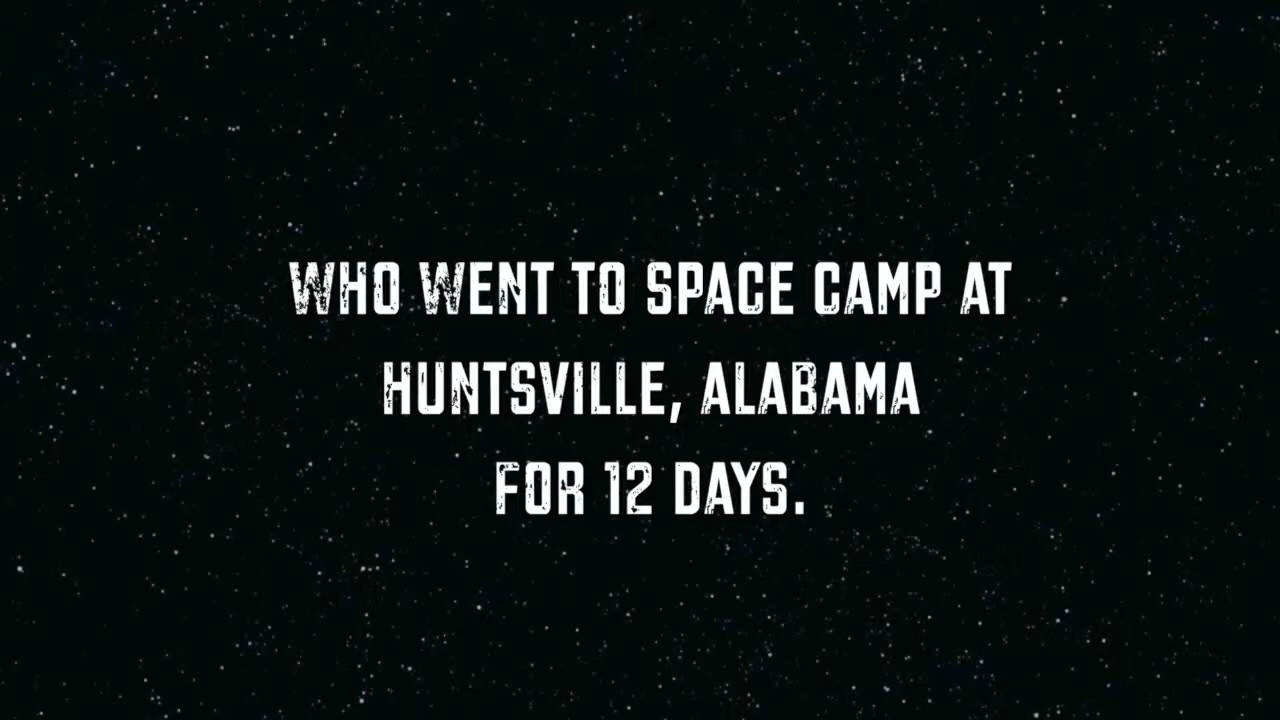 WHO WENT TO SPACE CAMP AT
HUNTSVILLE, ALABAMA
FOR 12 DAYS.